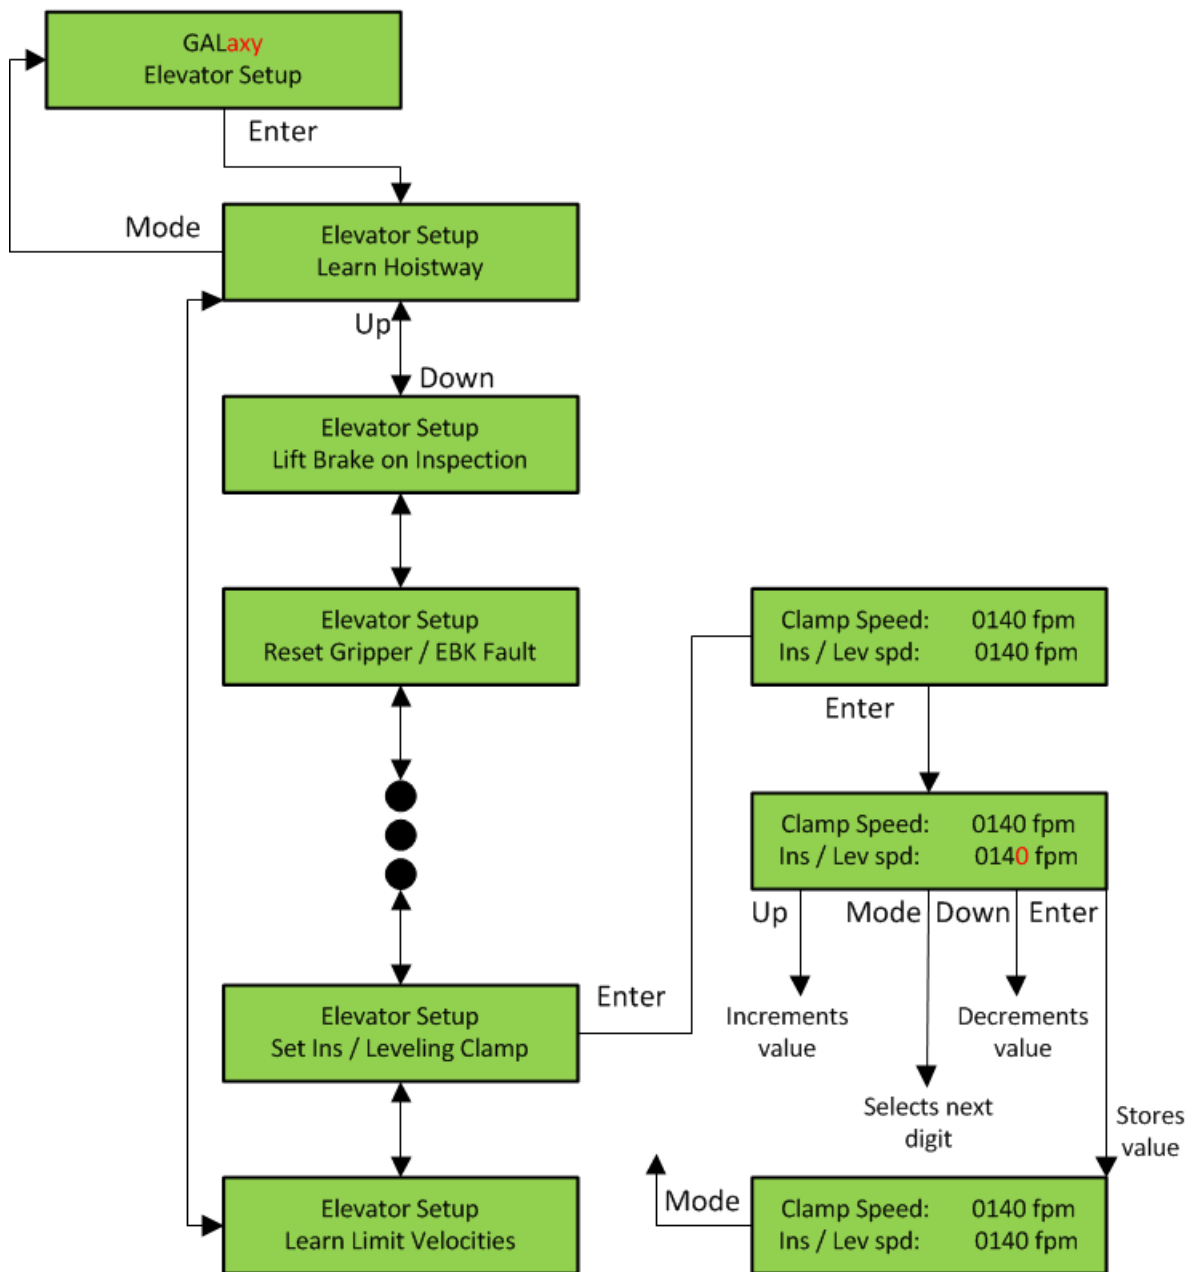 GALaxy
Elevator Setup
Enter
Mode
Elevator Setup
Learn Hoistway
Up
Down
Elevator Setup
Lift Brake on Inspection
Elevator Setup
Reset Gripper / EBK Fault
Elevator Setup
Set Ins / Leveling Clamp
Enter
Elevator Setup
Learn Limit Velocities
Clamp Speed: 0140 fpm
Ins / Lev spd: 0140 fpm
Enter
Clamp Speed: 0140 fpm
Ins / Lev spd: 0140 fpm
Up
Mode
Down
Enter
Increments
value
Selects next
digit
Decrements
value
Stores
value
Clamp Speed: 0140 fpm
Ins / Lev spd: 0140 fpm
Mode